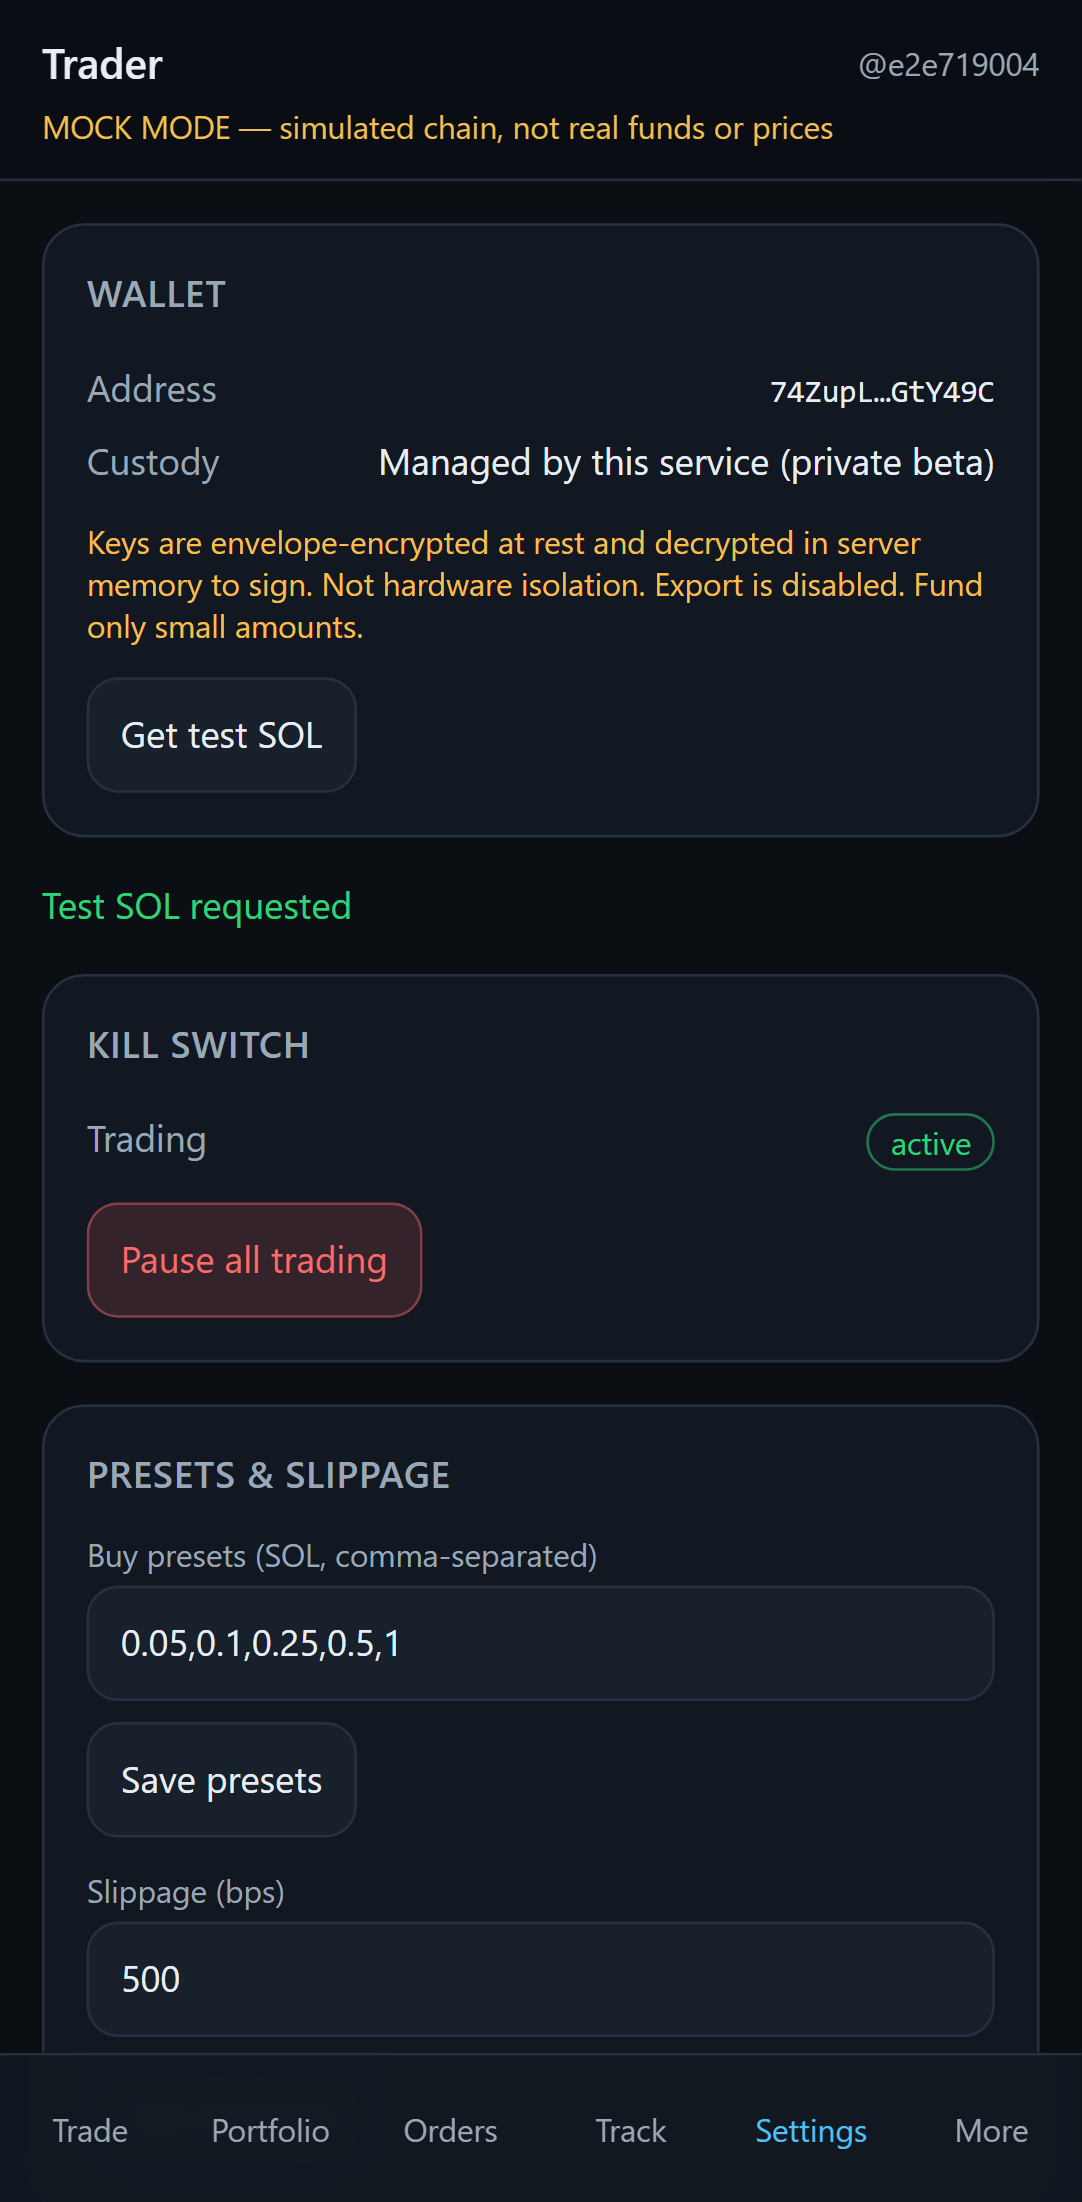 Trader
@e2e719004
MOCK MODE — simulated chain, not real funds or prices
WALLET
Address
74ZupL…GtY49C
Custody
Managed by this service (private beta)
Keys are envelope-encrypted at rest and decrypted in server
memory to sign. Not hardware isolation. Export is disabled. Fund
only small amounts.
Get test SOL
Test SOL requested
KILL SWITCH
Trading
active
Pause all trading
PRESETS & SLIPPAGE
Buy presets (SOL, comma-separated)
0.05,0.1,0.25,0.5,1
Save presets
Slippage (bps)
500
Trade
Portfolio
Orders
Track
Settings
More